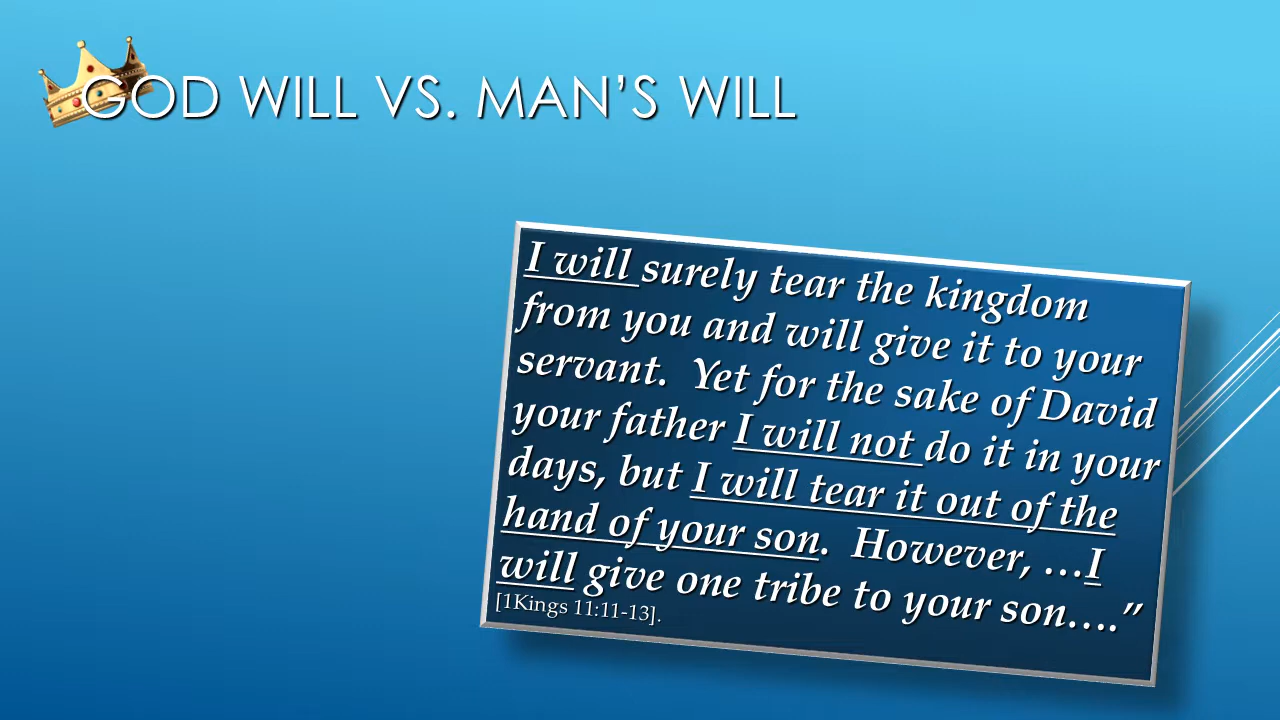 GOD WILL VS. MAN’S WILL
I will surely tear the kingdom
from you and will give it to your
servant.  Yet for the sake of David
your father I will not do it in your
days, but I will tear it out of the
hand of your son.  However, …I
will give one tribe to your son….”
[1Kings 11:11-13].